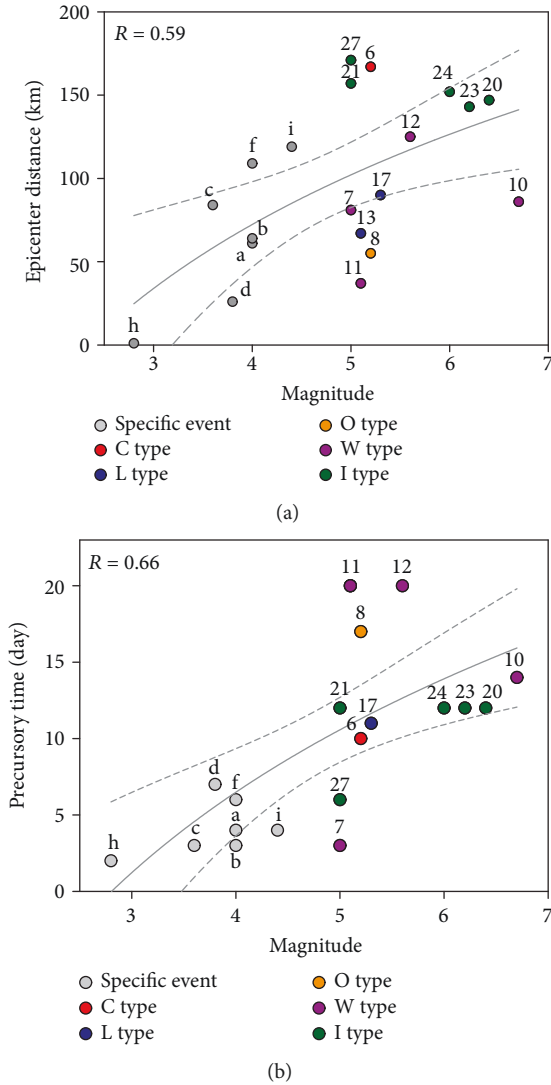 R = 0.59
200
150
100
50
0
Epicenter distance (km)
27
6
21
24
23
20
12
i
f
c
7
17
10
b
a
13
8
11
d
h
3
4
5
6
7
Magnitude
Specific event
C type
L type
O type
W type
I type
(a)
R = 0.66
20
15
10
5
0
Precursory time (day)
11
12
8
10
21
17
24
23
20
6
d
f
27
a
i
c
b
7
h
3
4
5
6
7
Magnitude
Specific event
C type
L type
O type
W type
I type
(b)